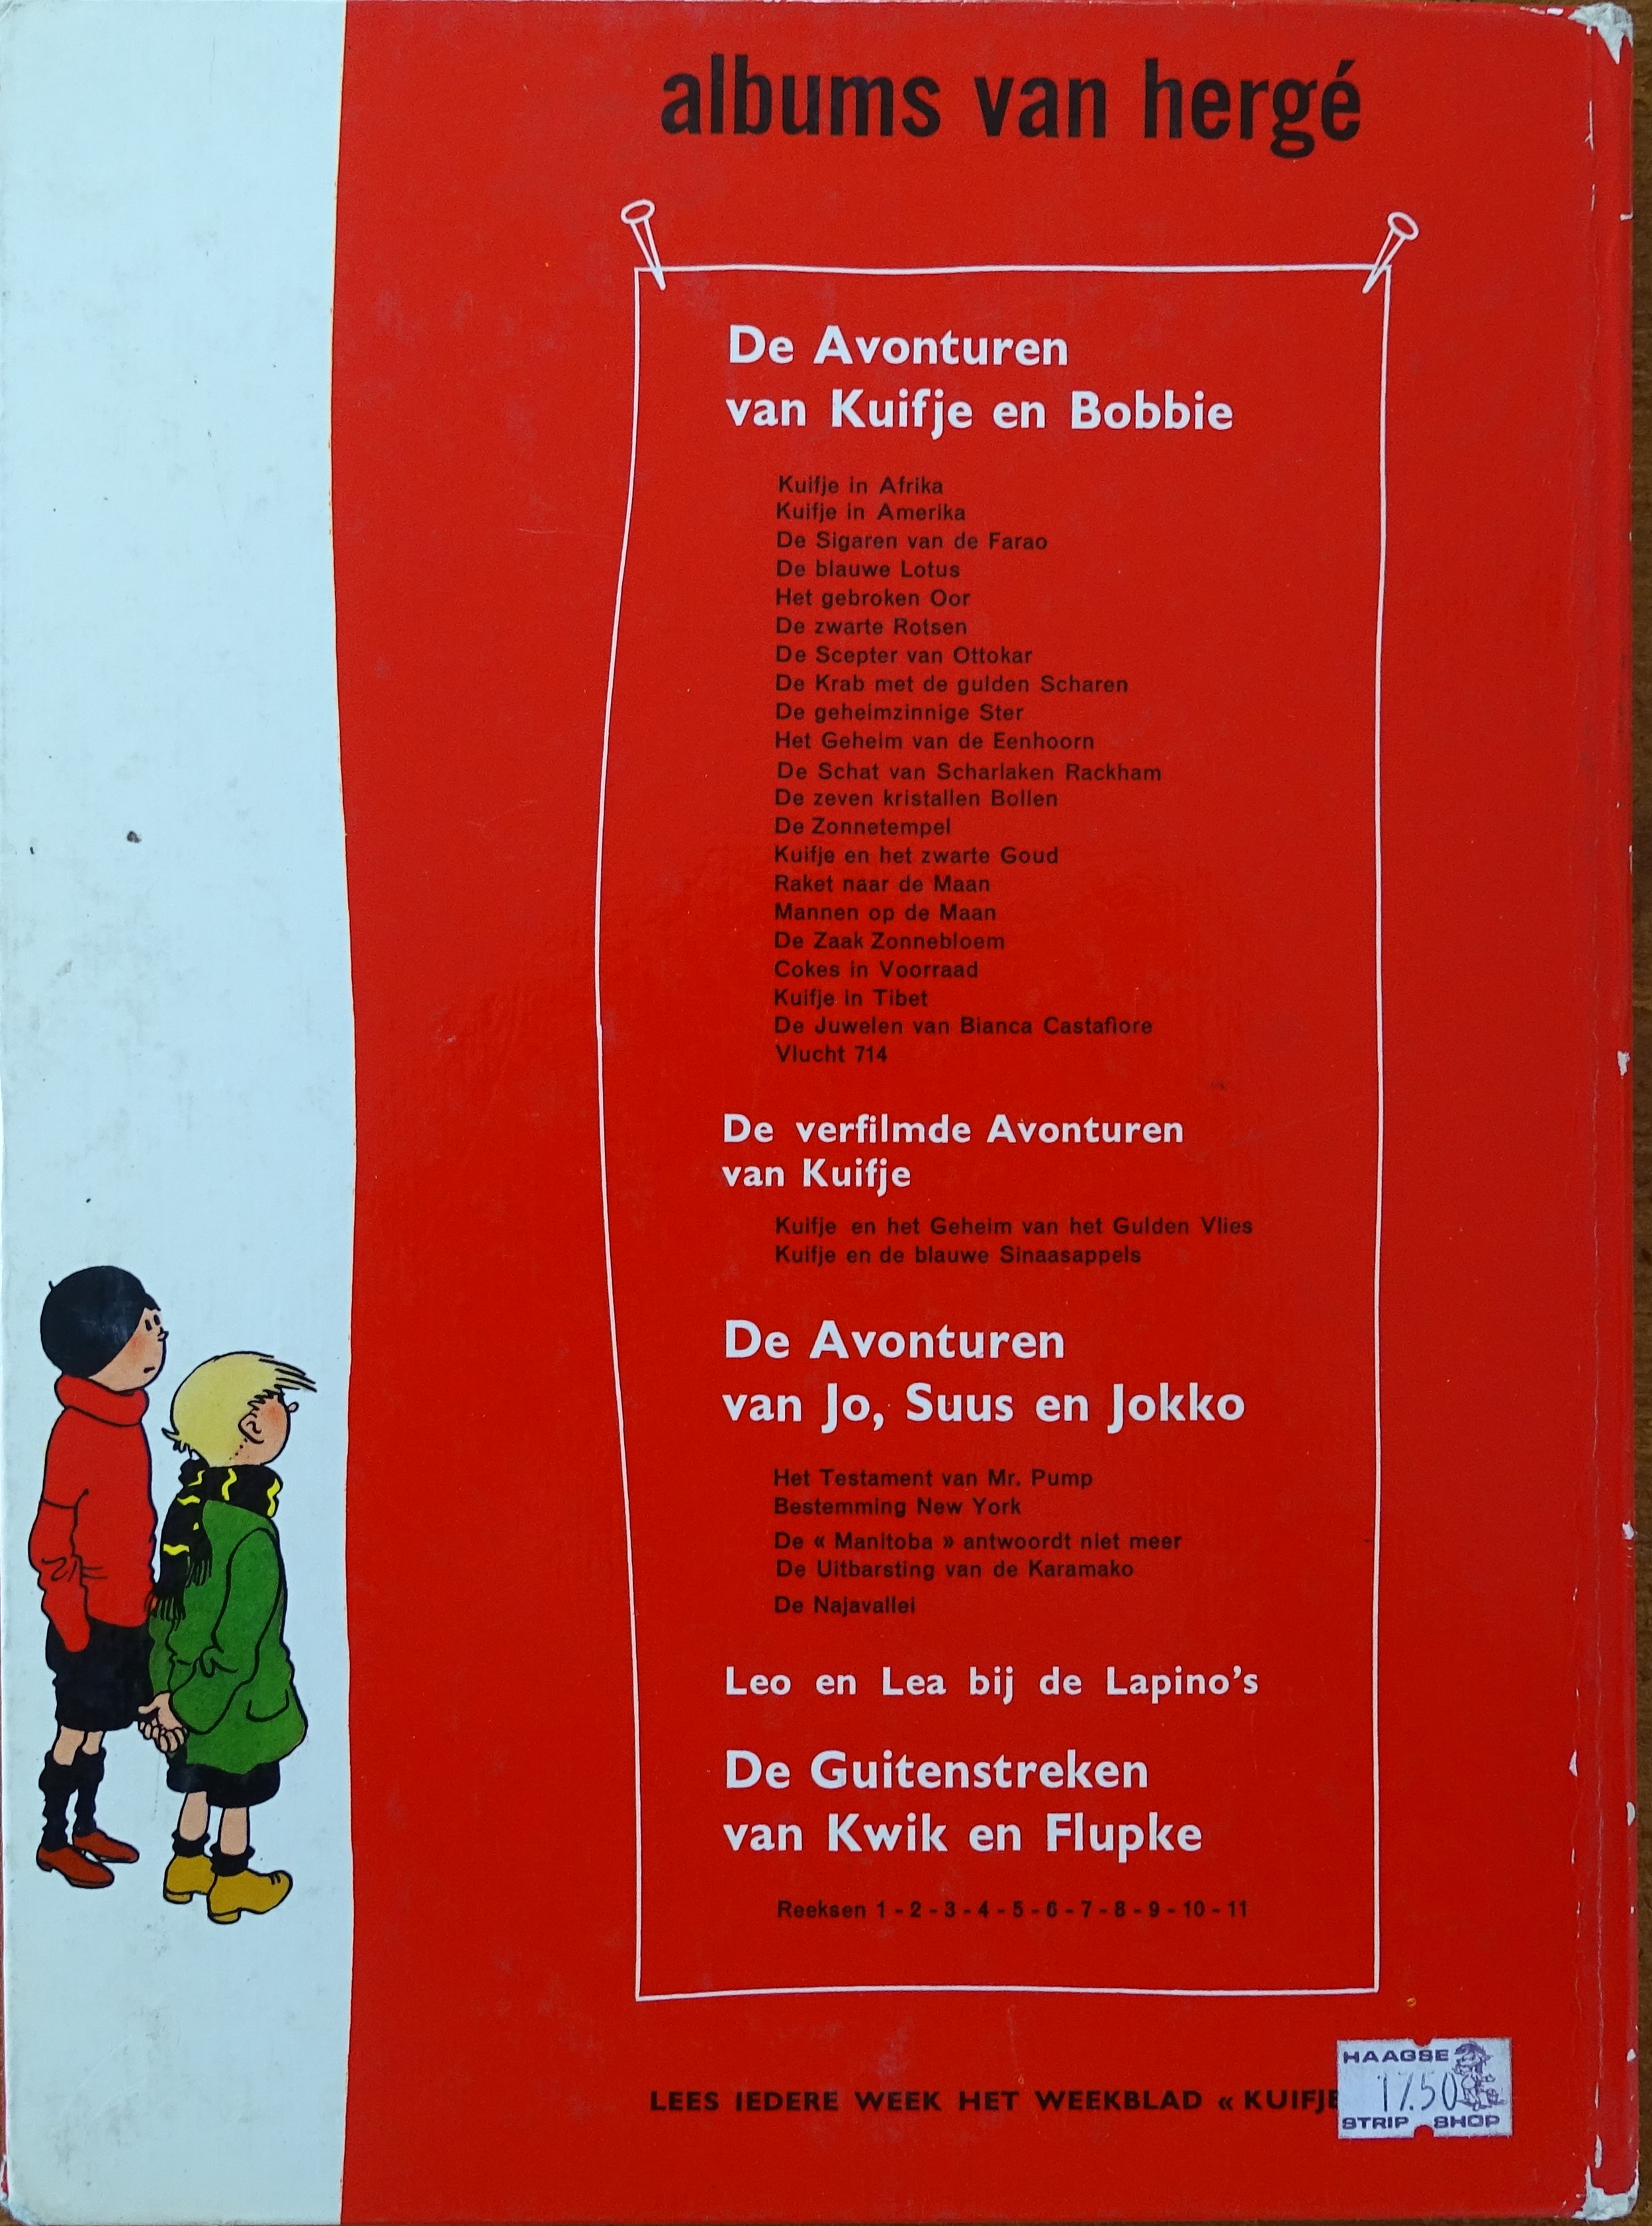 albums van hergé
De Avonturen
van Kuifje en Bobbie
Kuifje in Afrika
Kuifje in Amerika
De Sigaren van de Farao
De blauwe Lotus
Het gebroken Oor
De zwarte Rotsen
De Scepter van Ottokar
De Krab met de gulden Scharen
De geheimzinnige Ster
Het Geheim van de Eenhoorn
De Schat van Scharlaken Rackham
De zeven kristallen Bollen
De Zonnetempel
Kuifje en het zwarte Goud
Raket naar de Maan
Mannen op de Maan
De Zaak Zonnebloem
Cokes in Voorraad
Kuifje in Tibet
De Juwelen van Bianca Castafiore
Vlucht 714
De verfilmde Avonturen
van Kuifje
Kuifje en het Geheim van het Gulden Vlies
Kuifje en de blauwe Sinaasappels
De Avonturen
van Jo, Suus en Jokko
Het Testament van Mr. Pump
Bestemming New York
De « Manitoba » antwoordt niet meer
De Uitbarsting van de Karamako
De Najavallei
Leo en Lea bij de Lapino's
De Guitenstreken
van Kwik en Flupke
Reeksen 1 - 2 - 3 - 4 - 5 - 6 - 7 - 8 - 9 - 10 - 11
LEES IEDERE WEEK HET WEEKBLAD « KUIFJE
HAAGSE
17.50
STRIP SHOP